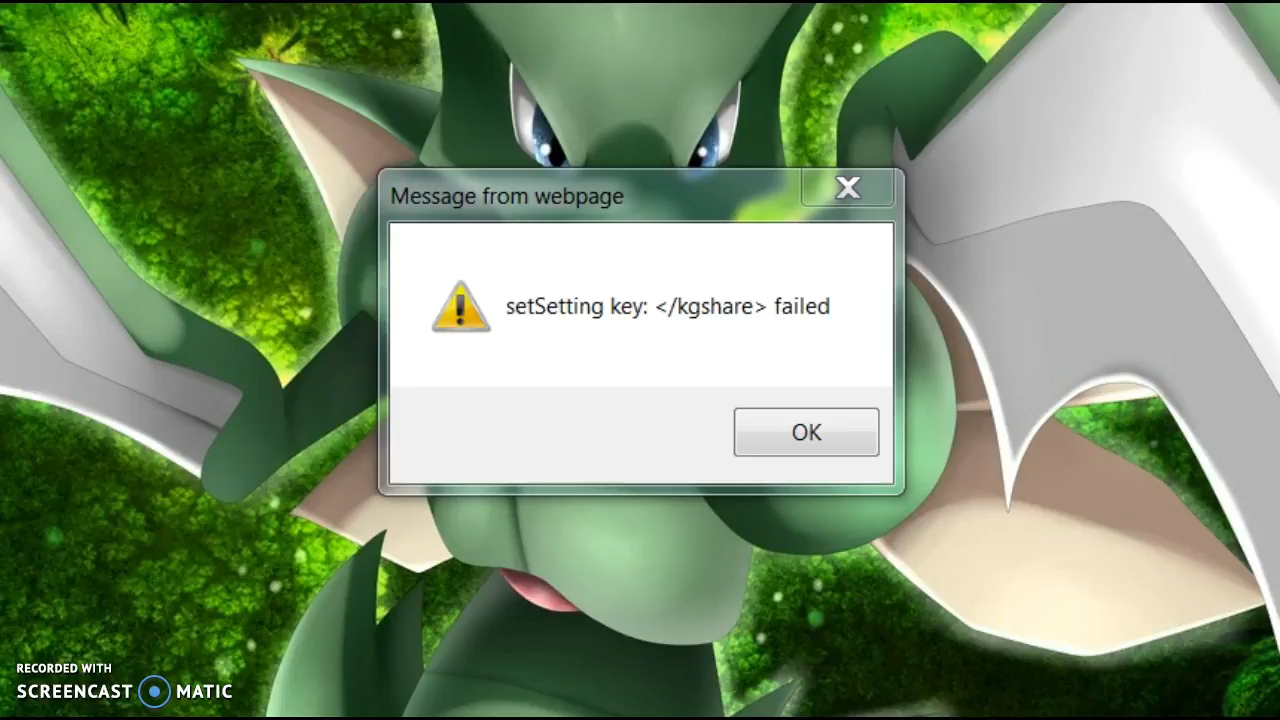 Message from webpage
setSetting key: </kgshare> failed
OK
RECORDED WITH
SCREENCAST MATIC